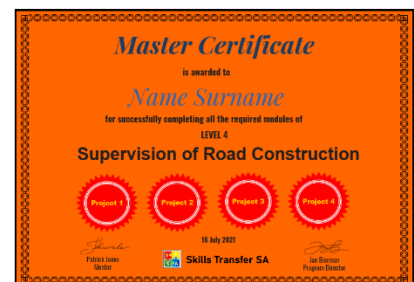 Master Certificate
is awarded to
Name Surname
for successfully completing all the required modules of
LEVEL 4
Supervision of Road Construction
Project 1 Project 2 Project 3 Project 4
16 July 2021
Patrick Jones
Mentor
Skills Transfer SA
Jan Bierman
Program Director